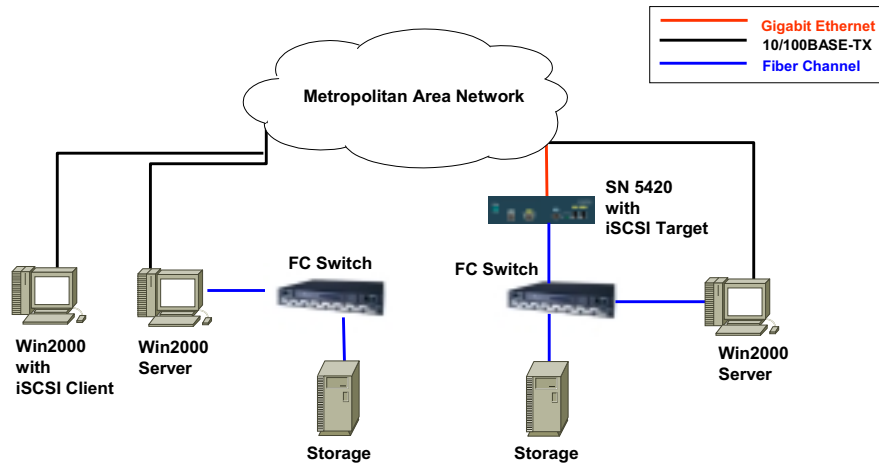 Gigabit Ethernet
10/100BASE-TX
Fiber Channel
Metropolitan Area Network
SN 5420
with
iSCSI Target
FC Switch
FC Switch
Win2000
with
iSCSI Client
Win2000
Server
Win2000
Server
Storage
Storage